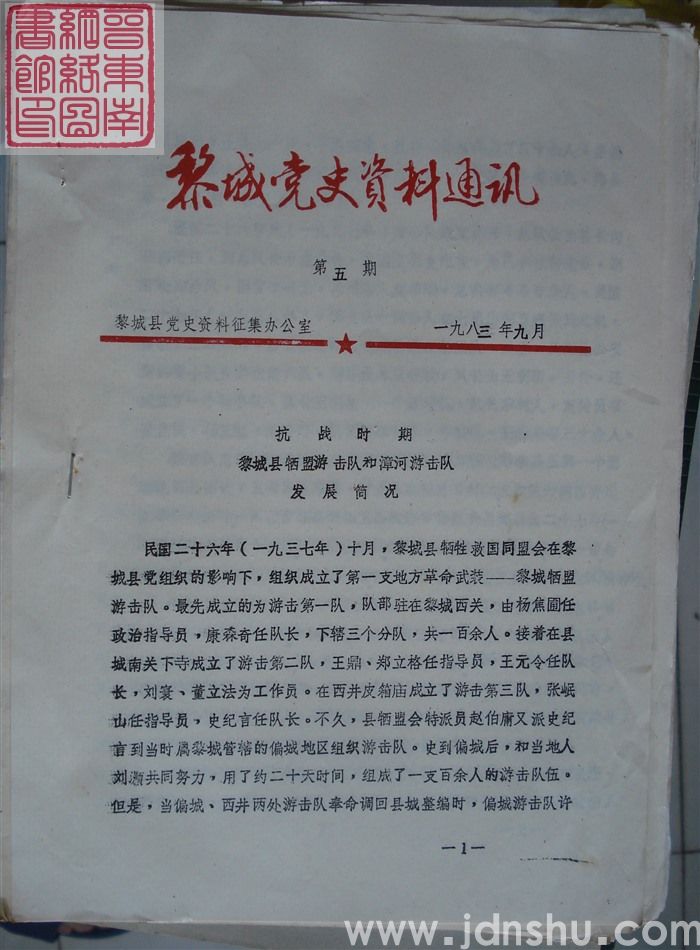 晋东南
網絡圖
書館印
黎城党史資料通讯
第五期
黎城县党史资料征集办公室
一九八三年九月
抗战时期
黎城县牺盟游击队和漳河游击队
发展简况
民国二十六年(一九三七年)十月，黎城县牺牲救国同盟会在黎
城县党组织的影响下，组织成立了第一支地方革命武装——黎城牺盟
游击队。最先成立的为游击第一队，队部驻在黎城西关，由杨焦圃任
政治指导员，康森奇任队长，下辖三个分队，共一百余人。接着在县
城南关下寺成立了游击第二队，王鼎、郑立格任指导员，王元令任队
长，刘寰、董立法为工作员。在西井皮箱庙成立了游击第三队，张岷
山任指导员，史纪言任队长。不久，县牺盟会特派员赵伯庸又派史纪
言到当时属黎城管辖的偏城地区组织游击队。史到偏城后，和当地人
刘灏共同努力，用了约二十天时间，组成了一支百余人的游击队伍。
但是，当偏城、西井两处游击队奉命调回县城整编时，偏城游击队许
—1—
www.jdnshu.com